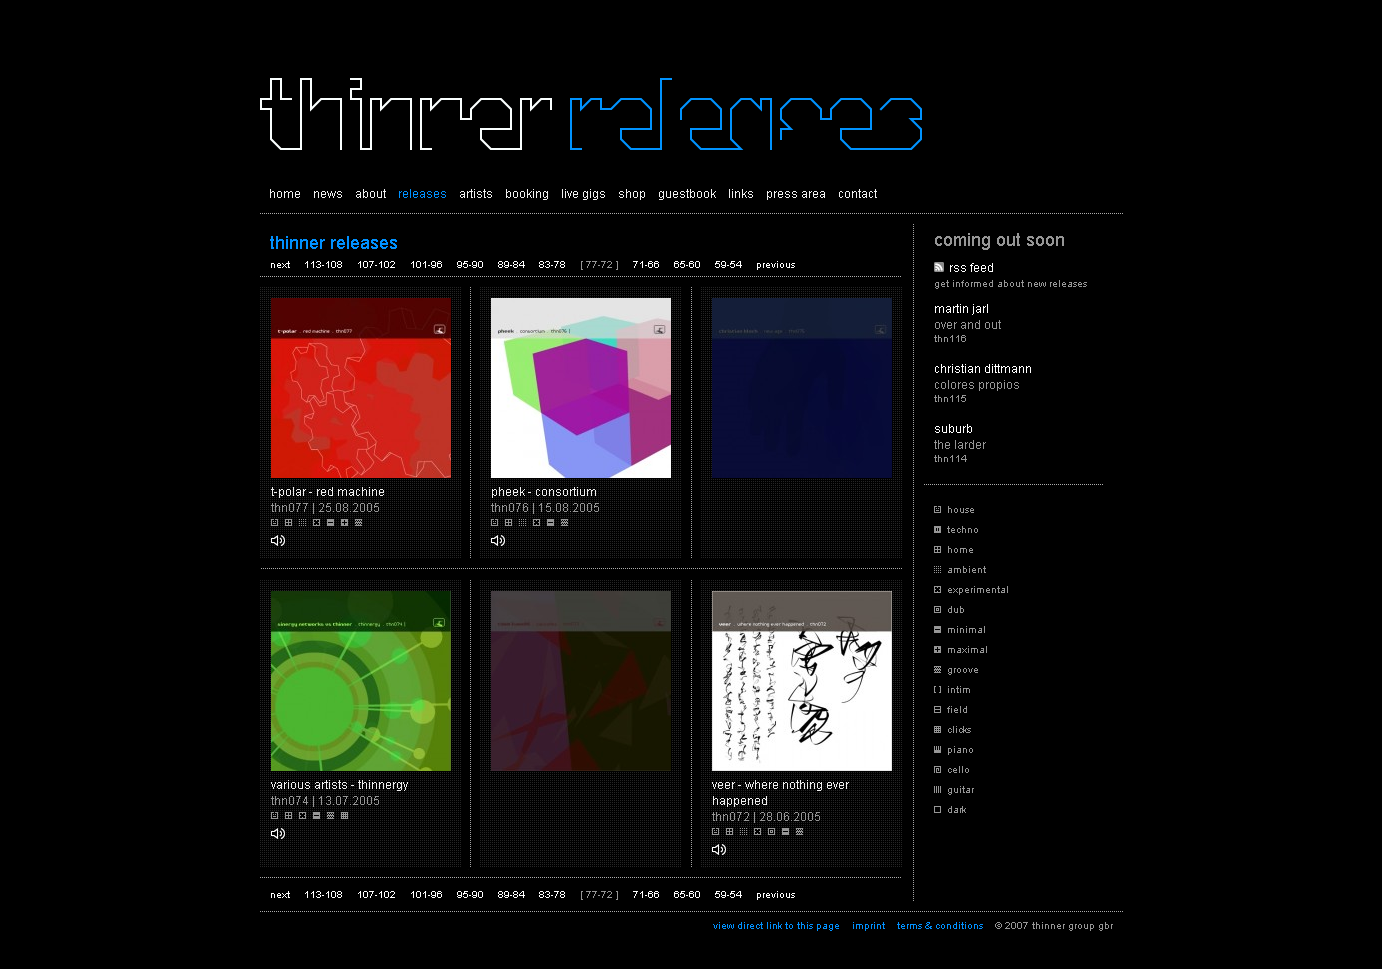 thinner releases
home news about releases artists booking live gigs shop guestbook links press area contact
thinner releases
next 113-108 107-102 101-96 95-90 89-84 83-78 [ 77-72 ] 71-66 65-60 59-54 previous
t-polar . red machine . thn077
pheek . consortium . thn076 |
t-polar - red machine
thn077 | 25.08.2005
pheek - consortium
thn076 | 15.08.2005
sinergy networks vs thinner . thinnergy . thn074 |
veer . where nothing ever happened . thn072
various artists - thinnergy
thn074 | 13.07.2005
veer - where nothing ever
happened
thn072 | 28.06.2005
next 113-108 107-102 101-96 95-90 89-84 83-78 [ 77-72 ] 71-66 65-60 59-54 previous
coming out soon
rss feed
get informed about new releases
martin jarl
over and out
thn116
christian dittmann
colores propios
thn115
suburb
the larder
thn114
house
techno
home
ambient
experimental
dub
minimal
maximal
groove
intim
field
clicks
piano
cello
guitar
dark
view direct link to this page imprint terms & conditions © 2007 thinner group gbr